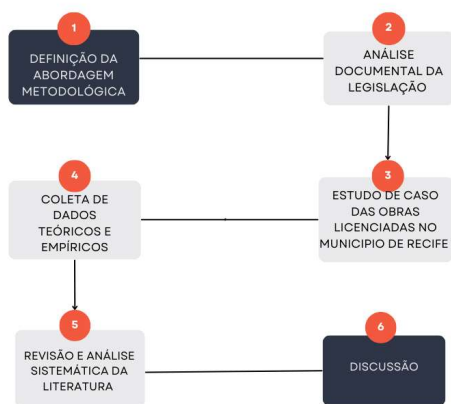 1
DEFINIÇÃO DA
ABORDAGEM
METODOLÓGICA
2
ANÁLISE
DOCUMENTAL DA
LEGISLAÇÃO
3
ESTUDO DE CASO
DAS OBRAS
LICENCIADAS NO
MUNICIPIO DE RECIFE
4
COLETA DE
DADOS
TEÓRICOS E
EMPÍRICOS
5
REVISÃO E ANÁLISE
SISTEMÁTICA DA
LITERATURA
6
DISCUSSÃO